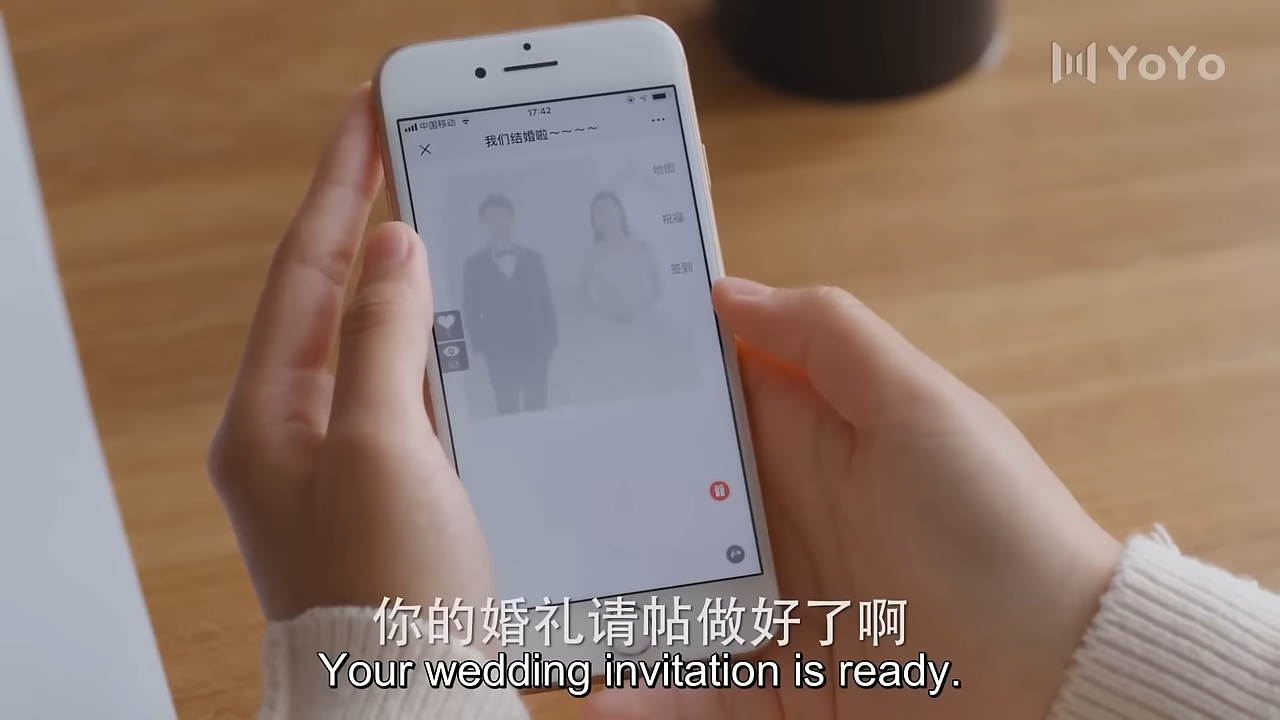 YoYo
中国移动
17:42
我们结婚啦～～～～
地图
祝福
签到
93
你的婚礼请帖做好了啊
Your wedding invitation is ready.